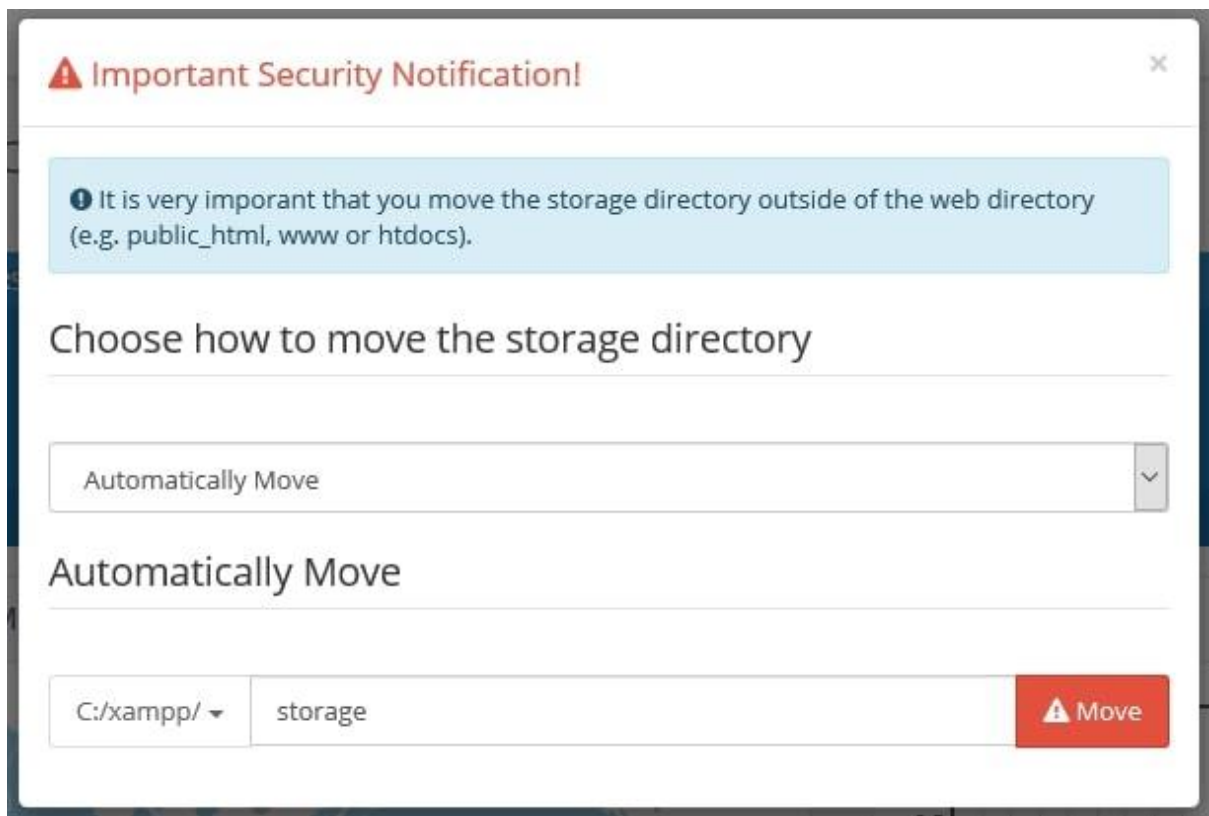 Important Security Notification!
×
It is very imporant that you move the storage directory outside of the web directory
(e.g. public_html, www or htdocs).
Choose how to move the storage directory
Automatically Move
Automatically Move
C:/xampp/
storage
Move